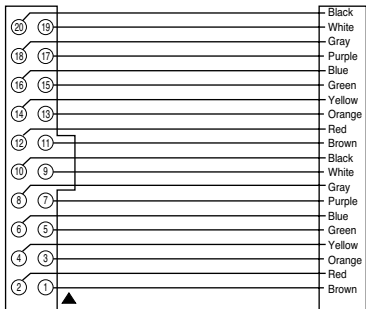 Black
20 19 White
Gray
18 17 Purple
Blue
16 15 Green
Yellow
14 13 Orange
Red
12 11 Brown
Black
10 9 White
Gray
8 7 Purple
Blue
6 5 Green
Yellow
4 3 Orange
Red
2 1 Brown